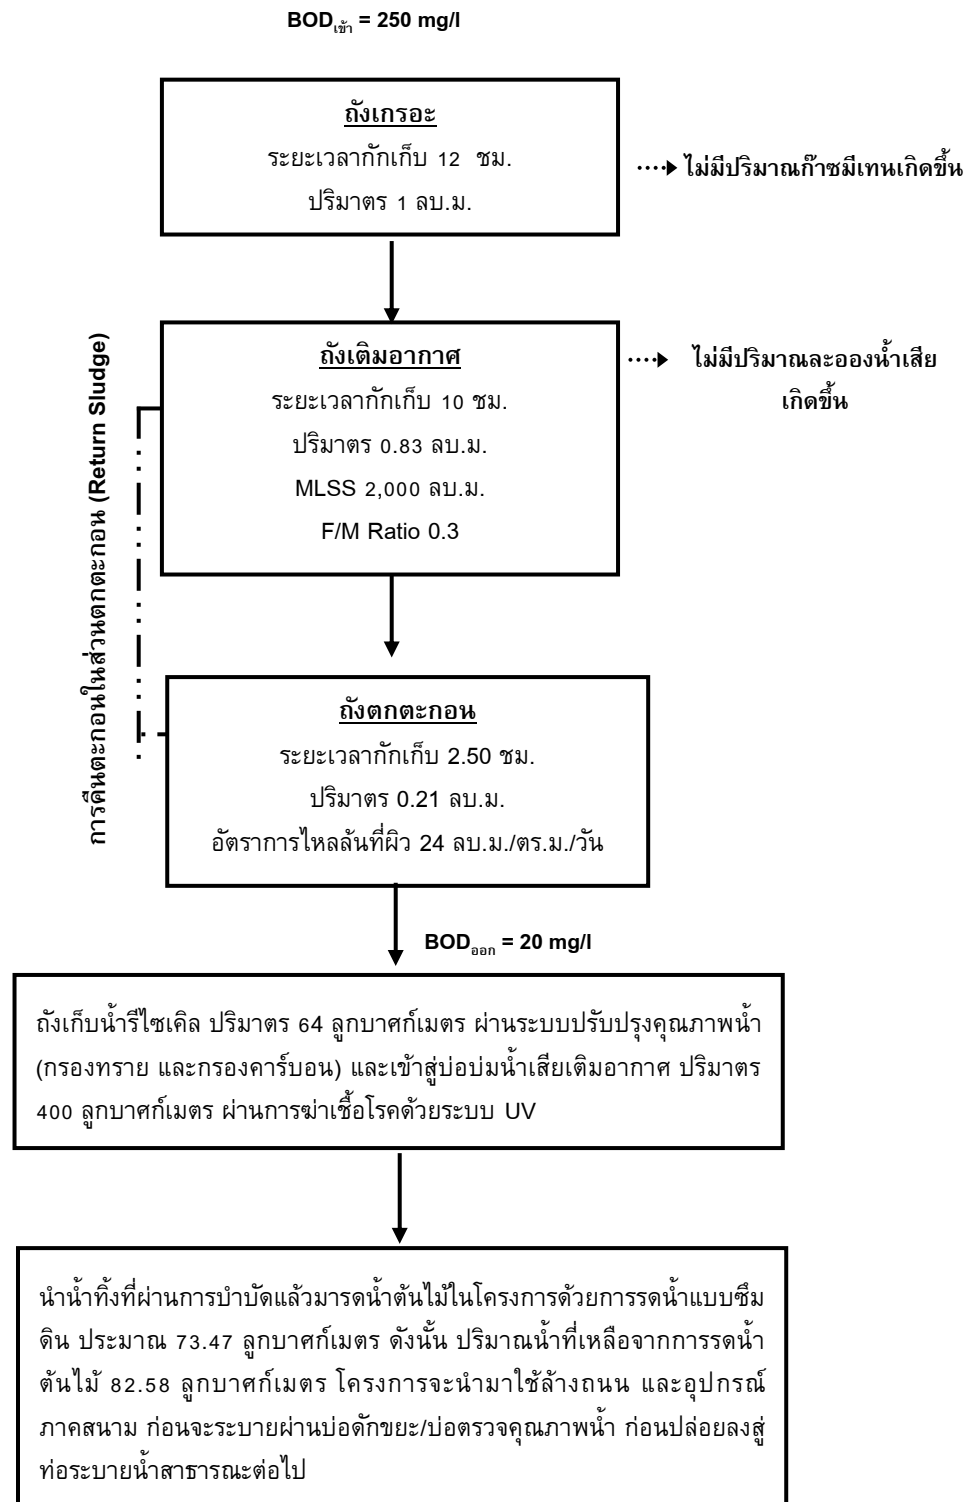 BODเข้า = 250 mg/l
ถังเกรอะ
ระยะเวลากักเก็บ 12 ชม.
ปริมาตร 1 ลบ.ม.
ไม่มีปริมาณก๊าซมีเทนเกิดขึ้น
ถังเติมอากาศ
ระยะเวลากักเก็บ 10 ชม.
ปริมาตร 0.83 ลบ.ม.
MLSS 2,000 ลบ.ม.
F/M Ratio 0.3
ไม่มีปริมาณละอองน้ำเสีย
เกิดขึ้น
การคืนตะกอนในส่วนตกตะกอน (Return Sludge)
ถังตกตะกอน
ระยะเวลากักเก็บ 2.50 ชม.
ปริมาตร 0.21 ลบ.ม.
อัตราการไหลล้นที่ผิว 24 ลบ.ม./ตร.ม./วัน
BODออก = 20 mg/l
ถังเก็บน้ำรีไซเคิล ปริมาตร 64 ลูกบาศก์เมตร ผ่านระบบปรับปรุงคุณภาพน้ำ
(กรองทราย และกรองคาร์บอน) และเข้าสู่บ่อบ่มน้ำเสียเติมอากาศ ปริมาตร
400 ลูกบาศก์เมตร ผ่านการฆ่าเชื้อโรคด้วยระบบ UV
นำน้ำทิ้งที่ผ่านการบำบัดแล้วมารดน้ำต้นไม้ในโครงการด้วยการรดน้ำแบบซึม
ดิน ประมาณ 73.47 ลูกบาศก์เมตร ดังนั้น ปริมาณน้ำที่เหลือจากการรดน้ำ
ต้นไม้ 82.58 ลูกบาศก์เมตร โครงการจะนำมาใช้ล้างถนน และอุปกรณ์
ภาคสนาม ก่อนจะระบายผ่านบ่อดักขยะ/บ่อตรวจคุณภาพน้ำ ก่อนปล่อยลงสู่
ท่อระบายน้ำสาธารณะต่อไป